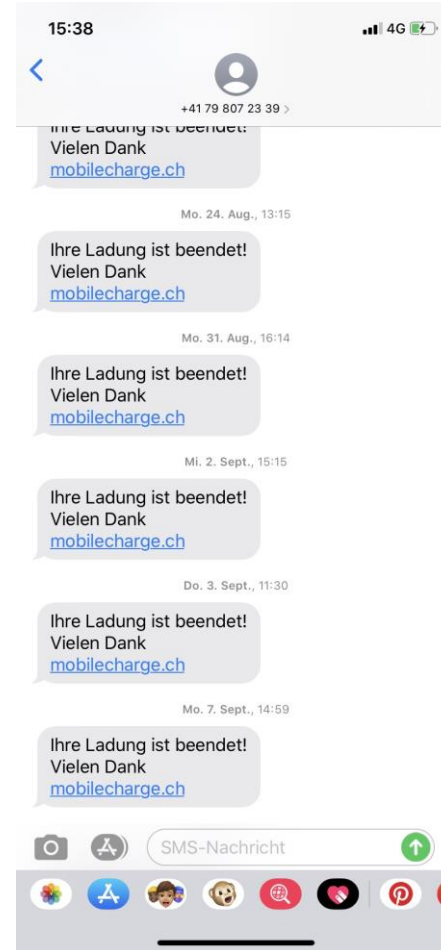 15:38
4G
+41 79 807 23 39 >
Ihre Ladung ist beendet!
Vielen Dank
mobilecharge.ch
Mo. 24. Aug., 13:15
Ihre Ladung ist beendet!
Vielen Dank
mobilecharge.ch
Mo. 31. Aug., 16:14
Ihre Ladung ist beendet!
Vielen Dank
mobilecharge.ch
Mi. 2. Sept., 15:15
Ihre Ladung ist beendet!
Vielen Dank
mobilecharge.ch
Do. 3. Sept., 11:30
Ihre Ladung ist beendet!
Vielen Dank
mobilecharge.ch
Mo. 7. Sept., 14:59
Ihre Ladung ist beendet!
Vielen Dank
mobilecharge.ch
SMS-Nachricht